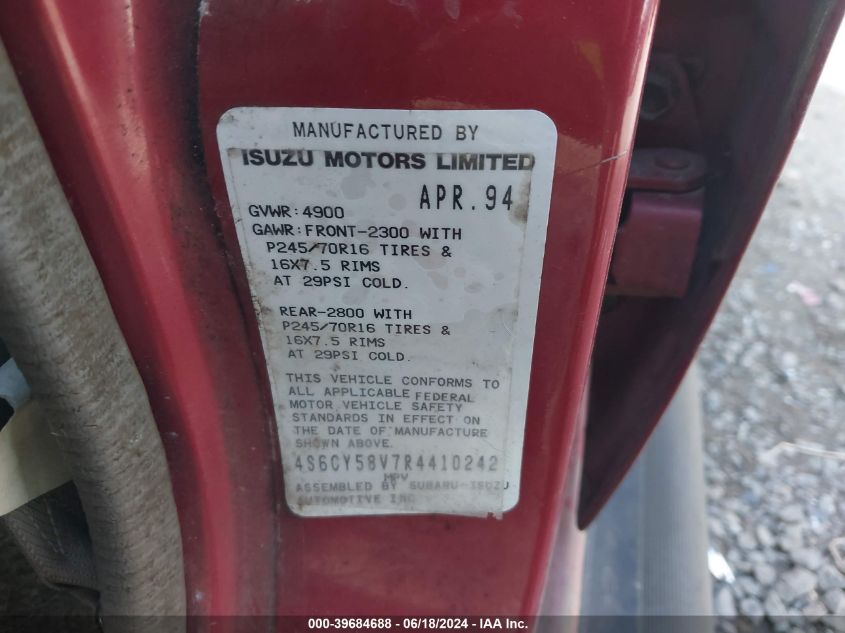 MANUFACTURED BY
ISUZU MOTORS LIMITED
APR.94
GVWR:4900
GAWR:FRONT-2300 WITH
P245/70R16 TIRES &
16X7.5 RIMS
AT 29PSI COLD.
REAR-2800 WITH
P245/70R16 TIRES &
16X7.5 RIMS
AT 29PSI COLD.
THIS VEHICLE CONFORMS TO
ALL APPLICABLE FEDERAL
MOTOR VEHICLE SAFETY
STANDARDS IN EFFECT ON
THE DATE OF MANUFACTURE
SHOWN ABOVE.
4S6CY58V7R4410242
MPV
ASSEMBLED BY SUBARU-ISUZU
AUTOMOTIVE INC
000-39684688 - 06/18/2024 - IAA Inc.